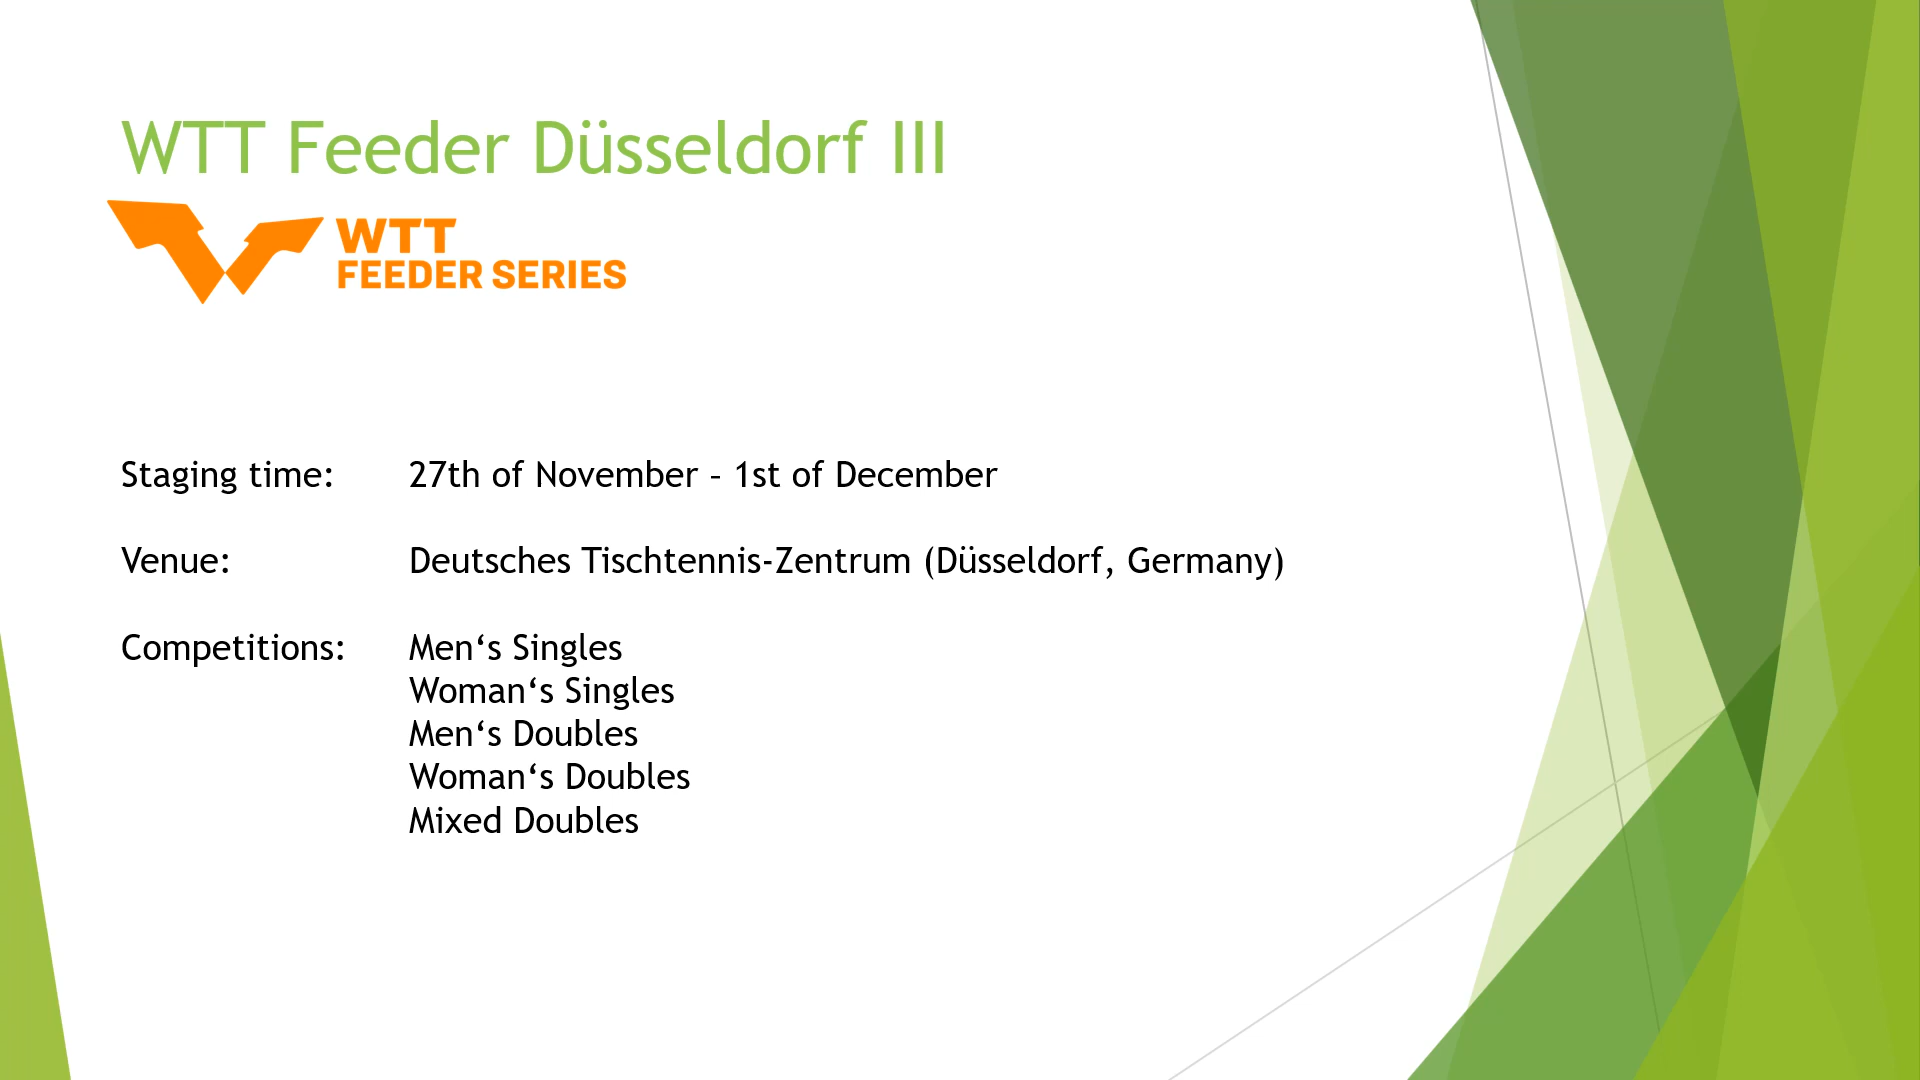 WTT Feeder Düsseldorf III
WTT
FEEDER SERIES
Staging time: 27th of November – 1st of December
Venue: Deutsches Tischtennis-Zentrum (Düsseldorf, Germany)
Competitions: Men‘s Singles
Woman‘s Singles
Men‘s Doubles
Woman‘s Doubles
Mixed Doubles